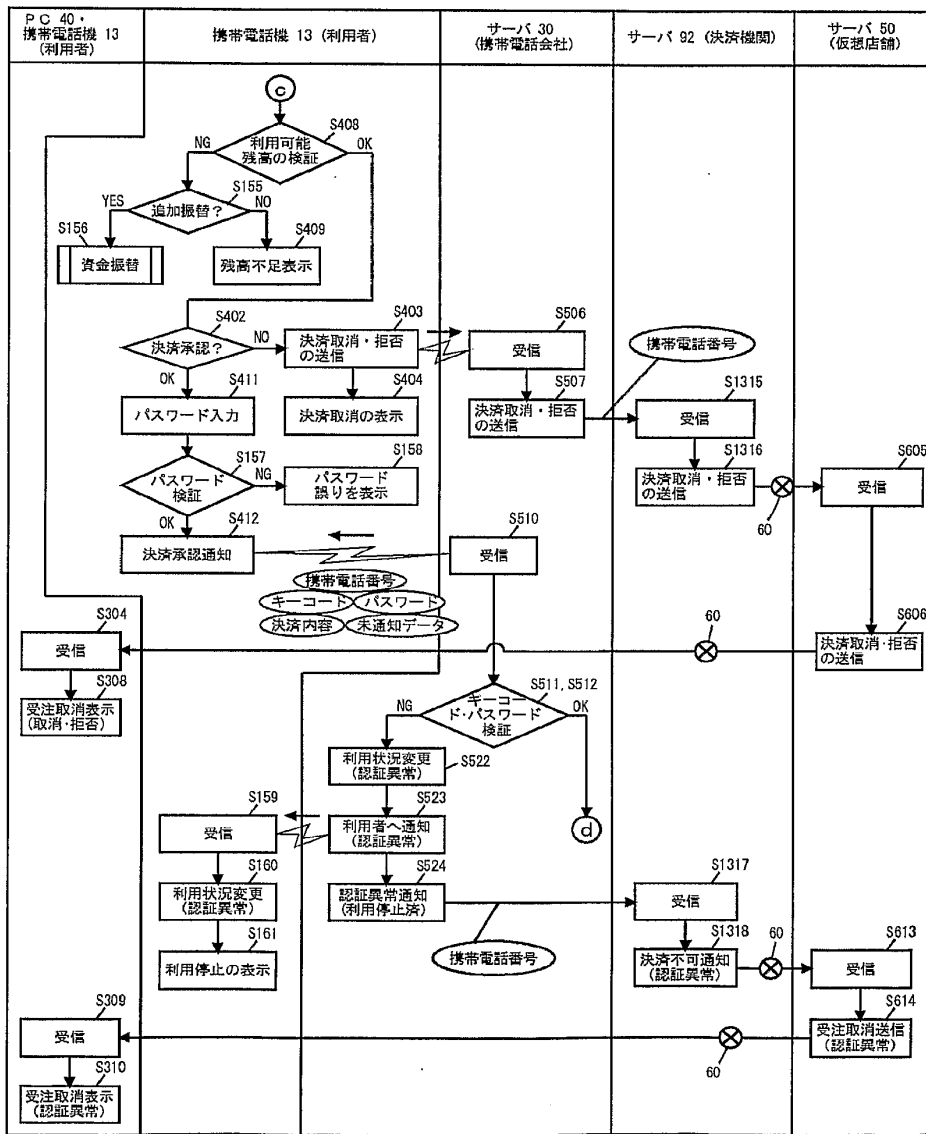 PC 40・
携帯電話機 13
(利用者)
携帯電話機 13 (利用者)
サーバ 30
(携帯電話会社)
サーバ 92 (決済機関)
サーバ 50
(仮想店舗)
c
S408
利用可能
残高の検証
NG
OK
S155
追加振替?
YES
NO
S156
資金振替
S409
残高不足表示
S402
決済承認?
NO
OK
S403
決済取消・拒否
の送信
S506
受信
携帯電話番号
S411
パスワード入力
S404
決済取消の表示
S507
決済取消・拒否
の送信
S1315
受信
S157
パスワード
検証
NG
OK
S158
パスワード
誤りを表示
S1316
決済取消・拒否
の送信
60
S605
受信
S412
決済承認通知
S510
受信
携帯電話番号
キーコード
パスワード
決済内容
未通知データ
S304
受信
60
S606
決済取消・拒否
の送信
S308
受注取消表示
(取消・拒否)
S511, S512
キーコー
ド・パスワード
検証
NG
OK
S522
利用状況変更
(認証異常)
S159
受信
S523
利用者へ通知
(認証異常)
d
S160
利用状況変更
(認証異常)
S524
認証異常通知
(利用停止済)
S1317
受信
S161
利用停止の表示
携帯電話番号
S1318
決済不可通知
(認証異常)
60
S613
受信
S309
受信
60
S614
受注取消送信
(認証異常)
S310
受注取消表示
(認証異常)